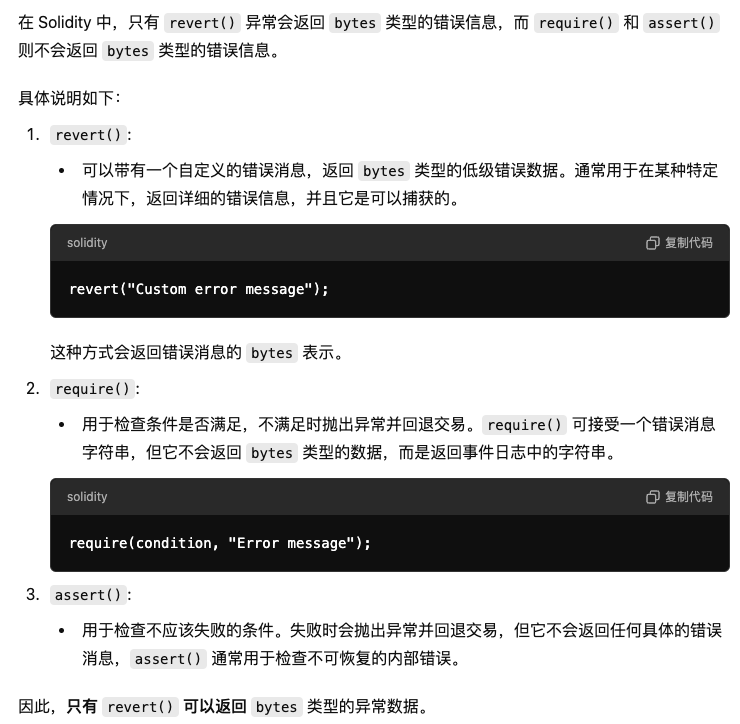 在 Solidity 中，只有 revert() 异常会返回 bytes 类型的错误信息，而 require() 和 assert()
则不会返回 bytes 类型的错误信息。
具体说明如下：
1. revert()：
• 可以带有一个自定义的错误消息，返回 bytes 类型的低级错误数据。通常用于在某种特定
情况下，返回详细的错误信息，并且它是可以捕获的。
solidity 复制代码
revert("Custom error message");
这种方式会返回错误消息的 bytes 表示。
2. require()：
• 用于检查条件是否满足，不满足时抛出异常并回退交易。require() 可接受一个错误消息
字符串，但它不会返回 bytes 类型的数据，而是返回事件日志中的字符串。
solidity 复制代码
require(condition, "Error message");
3. assert()：
• 用于检查不应该失败的条件。失败时会抛出异常并回退交易，但它不会返回任何具体的错误
消息，assert() 通常用于检查不可恢复的内部错误。
因此，只有 revert() 可以返回 bytes 类型的异常数据。